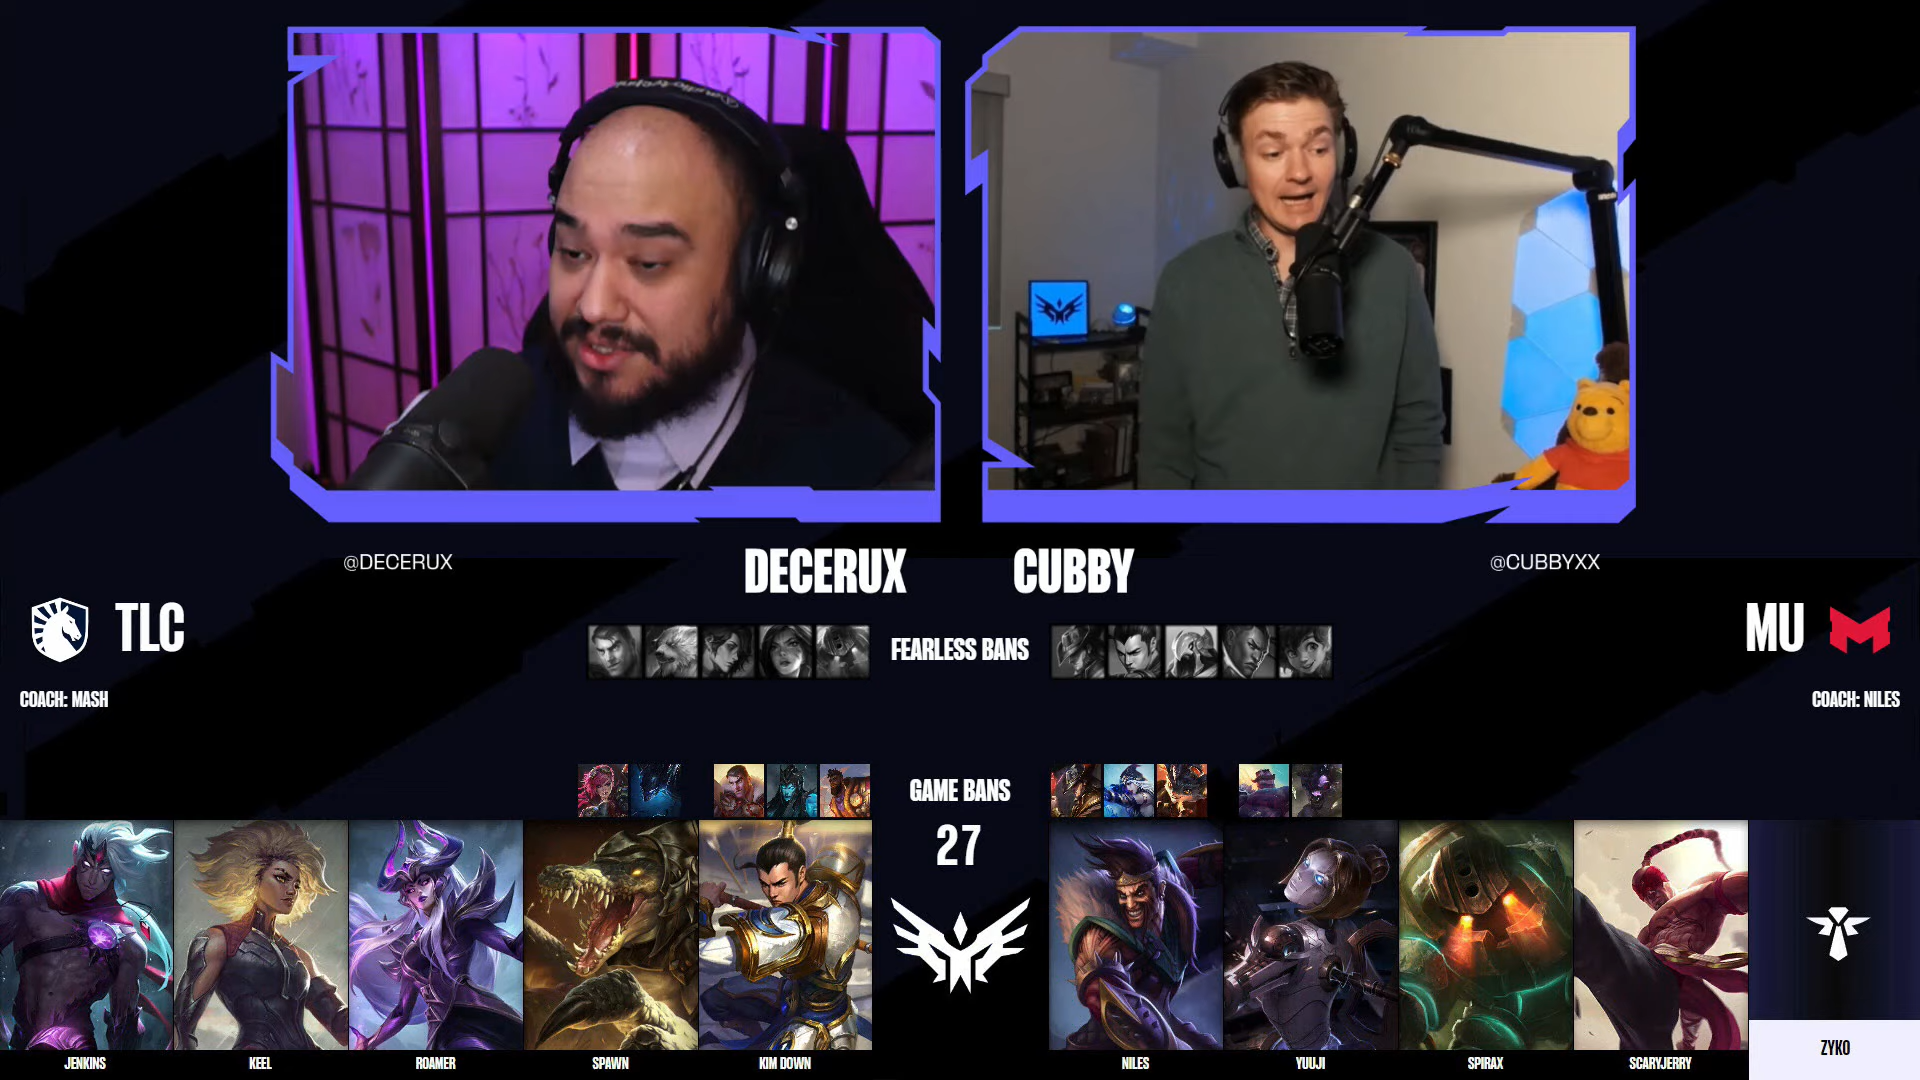 @DECERUX
DECERUX
CUBBY
@CUBBYXX
TLC
FEARLESS BANS
MU
COACH: MASH
COACH: NILES
GAME BANS
27
JENKINS
KEEL
ROAMER
SPAWN
KIM DOWN
NILES
YUUJI
SPIRAX
SCARYJERRY
ZYKO